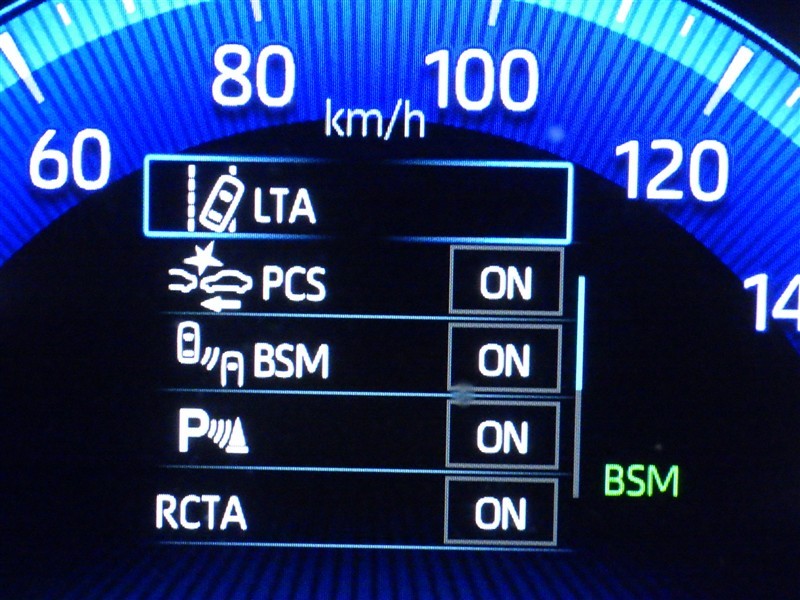 80
100
km/h
60
120
LTA
PCS ON
14
BSM ON
P ON
BSM
RCTA ON